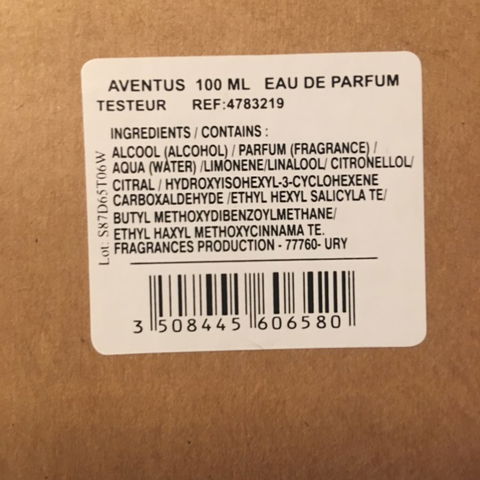 AVENTUS 100 ML EAU DE PARFUM
TESTEUR REF:4783219
INGREDIENTS / CONTAINS :
ALCOOL (ALCOHOL) / PARFUM (FRAGRANCE) /
AQUA (WATER) /LIMONENE/LINALOOL/ CITRONELLOL/
CITRAL / HYDROXYISOHEXYL-3-CYCLOHEXENE
CARBOXALDEHYDE /ETHYL HEXYL SALICYLA TE/
BUTYL METHOXYDIBENZOYLMETHANE/
ETHYL HAXYL METHOXYCINNAMA TE.
FRAGRANCES PRODUCTION - 77760- URY
Lot: S87D65T06W
3 508445 606580